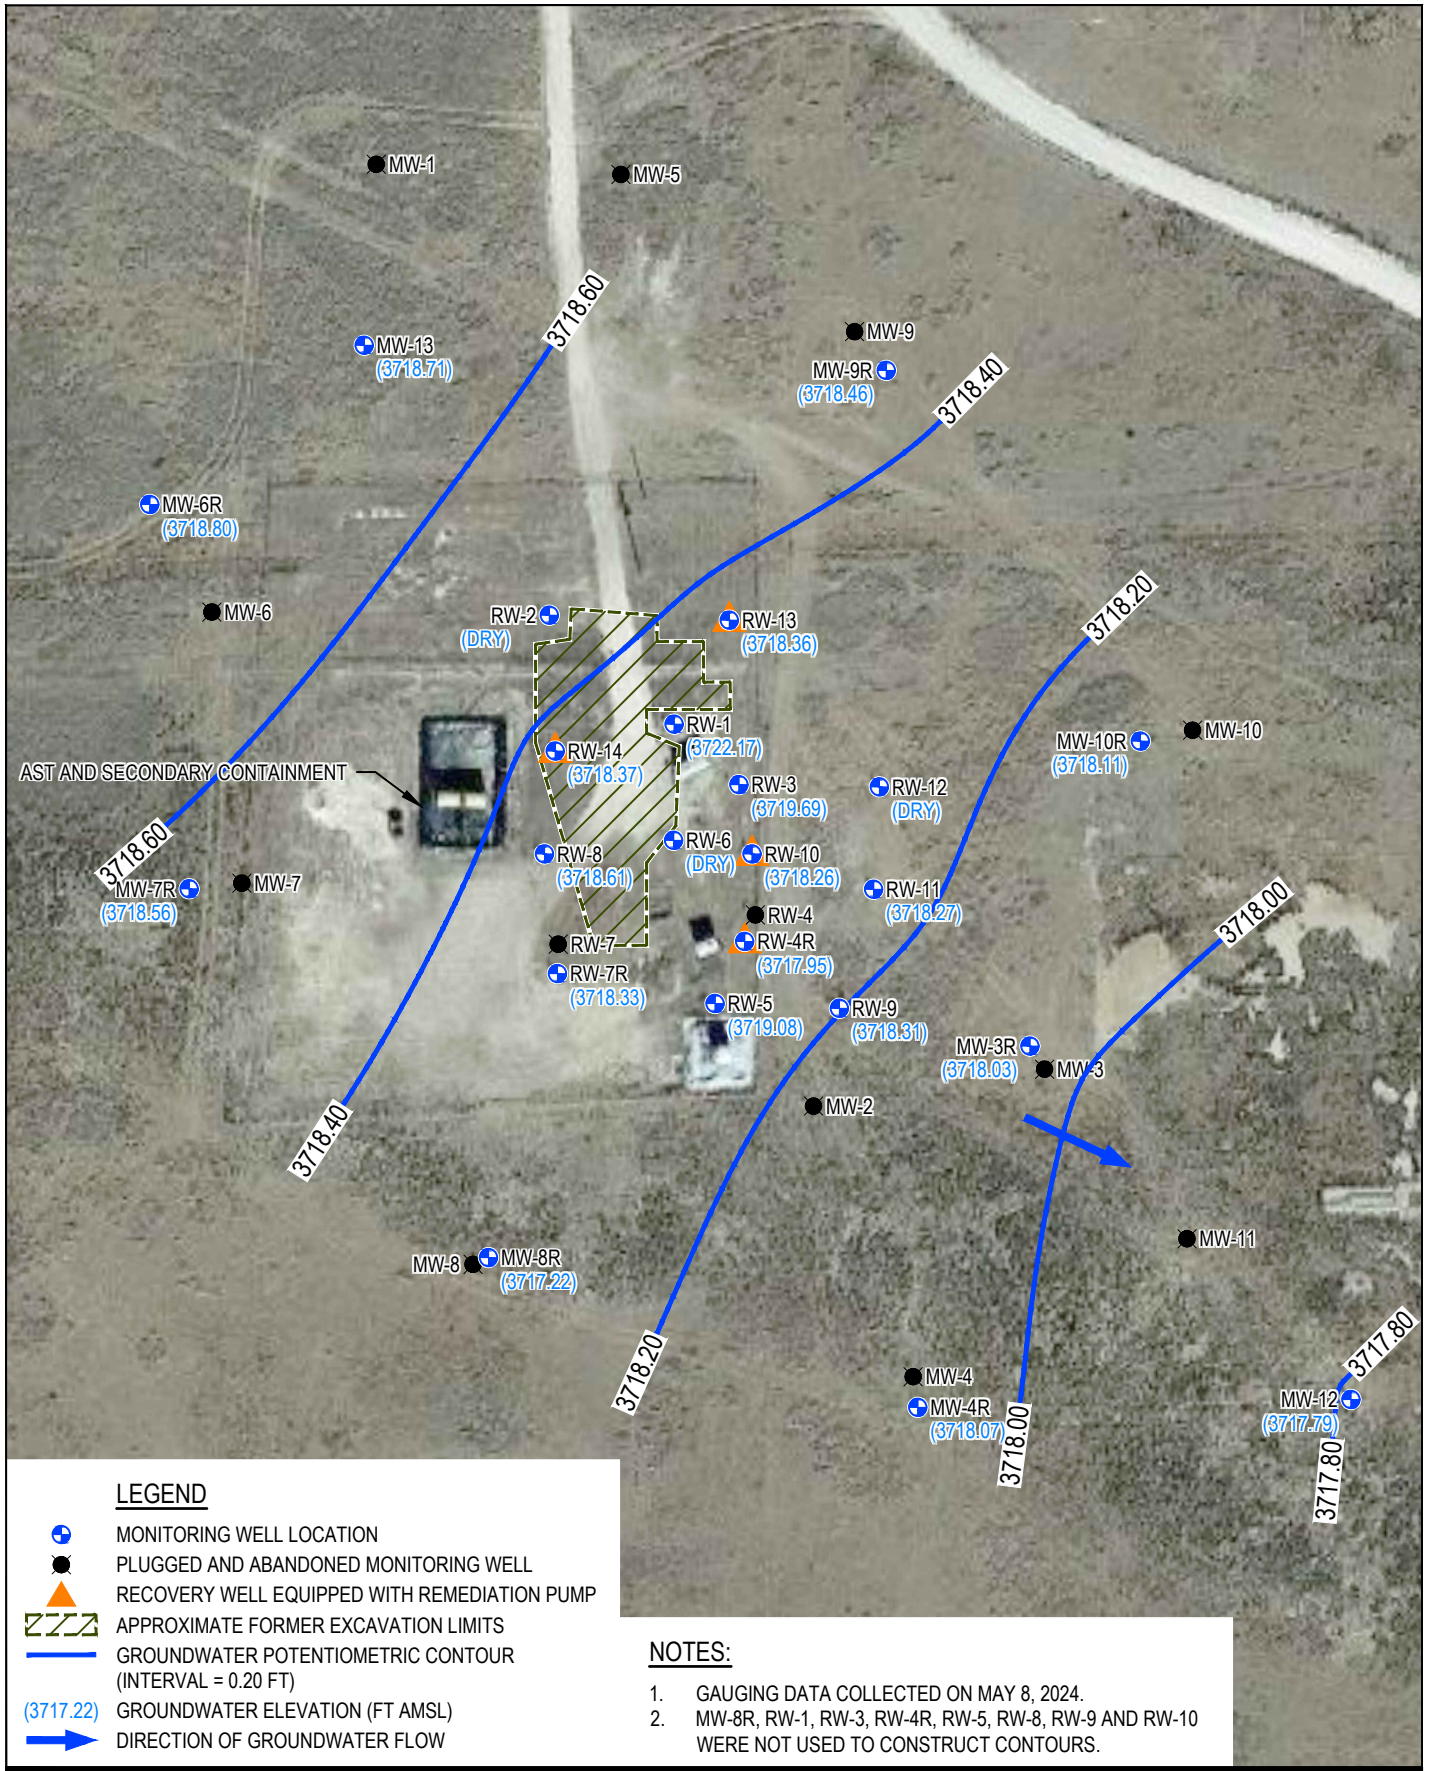 MW-1
MW-5
3718.60
MW-13
(3718.71)
MW-9
MW-9R
(3718.46)
3718.40
MW-6R
(3718.80)
MW-6
RW-2
(DRY)
RW-13
(3718.36)
3718.20
RW-1
(3722.17)
MW-10
MW-10R
(3718.11)
RW-14
(3718.37)
AST AND SECONDARY CONTAINMENT
RW-3
(3719.69)
RW-12
(DRY)
3718.60
RW-6
(DRY)
RW-8
(3718.61)
RW-10
(3718.26)
MW-7R
(3718.56)
MW-7
RW-11
(3718.27)
3718.00
RW-4
RW-4R
(3717.95)
RW-7
RW-7R
(3718.33)
RW-5
(3719.08)
RW-9
(3718.31)
MW-3R
(3718.03)
MW-3
MW-2
3718.40
MW-11
MW-8
MW-8R
(3717.22)
3718.20
3717.80
MW-4
MW-4R
(3718.07)
3718.00
MW-12
(3717.79)
3717.80
LEGEND
MONITORING WELL LOCATION
PLUGGED AND ABANDONED MONITORING WELL
RECOVERY WELL EQUIPPED WITH REMEDIATION PUMP
APPROXIMATE FORMER EXCAVATION LIMITS
GROUNDWATER POTENTIOMETRIC CONTOUR
(INTERVAL = 0.20 FT)
(3717.22) GROUNDWATER ELEVATION (FT AMSL)
DIRECTION OF GROUNDWATER FLOW
NOTES:
1. GAUGING DATA COLLECTED ON MAY 8, 2024.
2. MW-8R, RW-1, RW-3, RW-4R, RW-5, RW-8, RW-9 AND RW-10
WERE NOT USED TO CONSTRUCT CONTOURS.